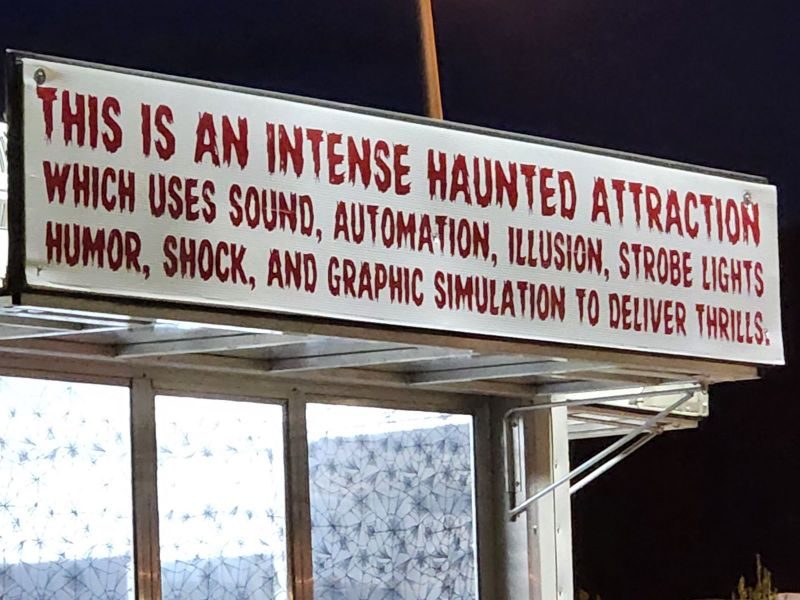 THIS IS AN INTENSE HAUNTED ATTRACTION
WHICH USES SOUND, AUTOMATION, ILLUSION, STROBE LIGHTS
HUMOR, SHOCK, AND GRAPHIC SIMULATION TO DELIVER THRILLS.